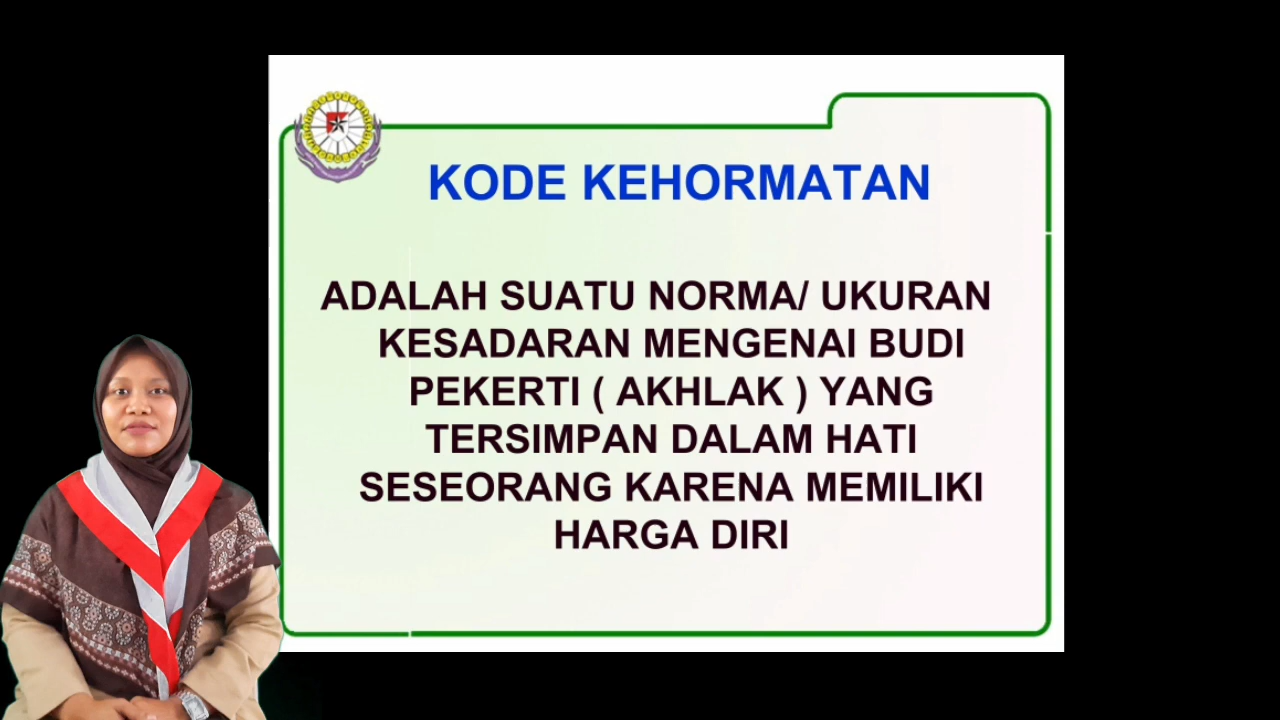 KODE KEHORMATAN
ADALAH SUATU NORMA/ UKURAN
KESADARAN MENGENAI BUDI
PEKERTI ( AKHLAK ) YANG
TERSIMPAN DALAM HATI
SESEORANG KARENA MEMILIKI
HARGA DIRI